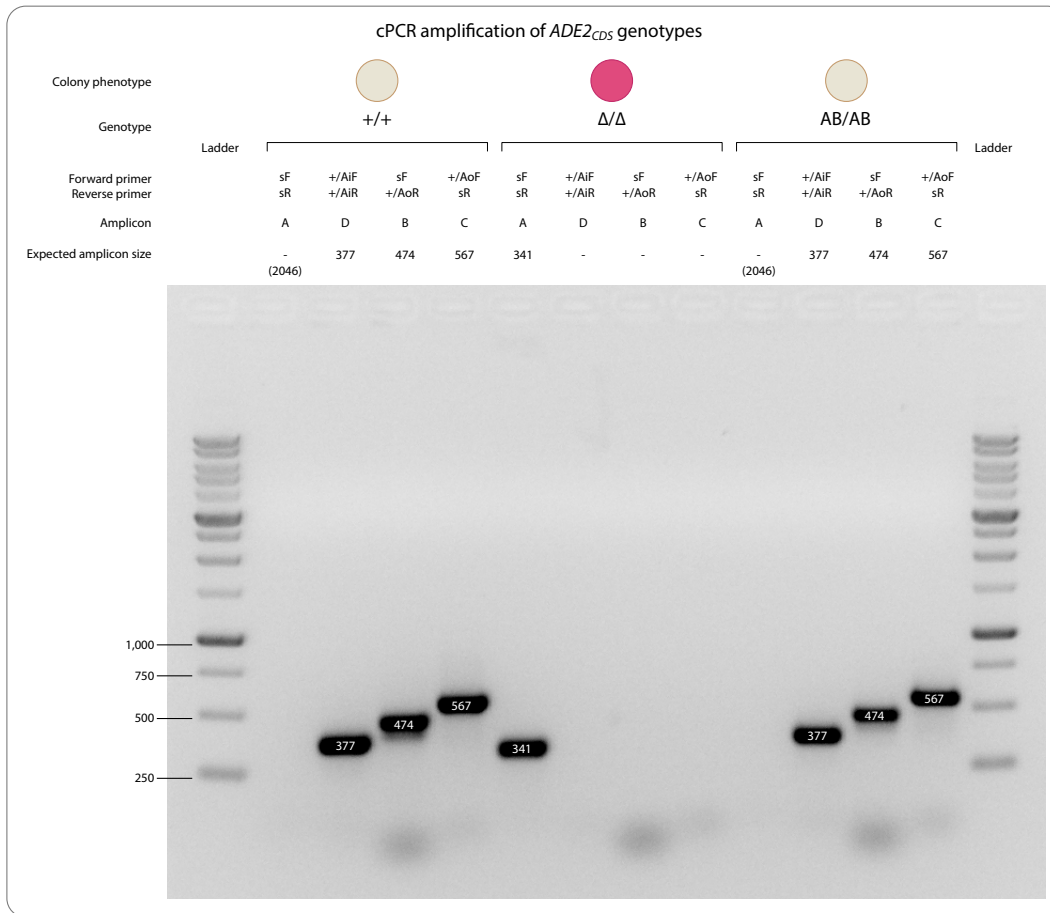 cPCR amplification of ADE2CDS genotypes
Colony phenotype
Genotype +/+ Δ/Δ AB/AB
Ladder Ladder
Forward primer sF +/AiF sF +/AoF sF +/AiF sF +/AoF sF +/AiF sF +/AoF
Reverse primer sR +/AiR +/AoR sR sR +/AiR +/AoR sR sR +/AiR +/AoR sR
Amplicon A D B C A D B C A D B C
Expected amplicon size - 377 474 567 341 - - - - 377 474 567
(2046) (2046)
1,000
750
567 567
500
474 474
377 341 377
250